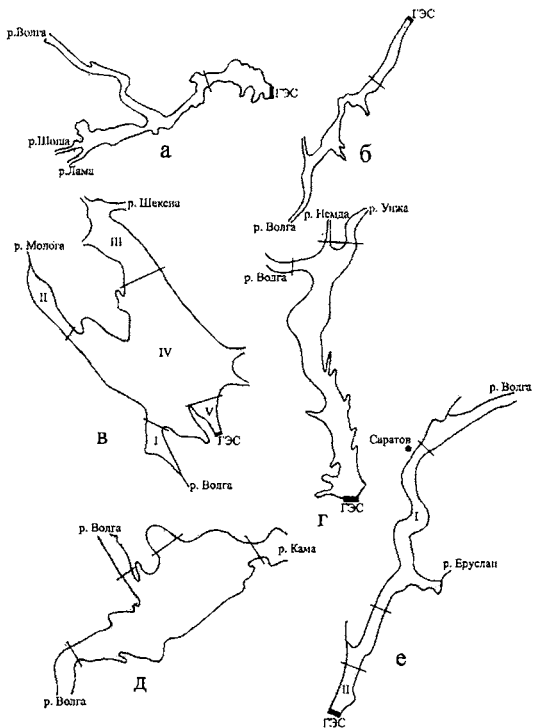 р.Волга
ГЭС
р.Шоша
р.Лама
а
ГЭС
б
р. Волга
р. Шексна
III
р. Молога
II
IV
V
I
ГЭС
в
р. Волга
р. Немда
р. Унжа
р. Волга
ГЭС
г
р. Волга
р. Кама
р. Волга
д
р. Волга
Саратов
I
р. Еруслан
II
е
ГЭС